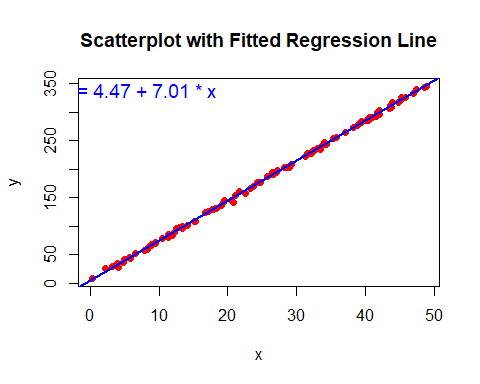 Scatterplot with Fitted Regression Line
= 4.47 + 7.01 * x
350
250
150
50
0
y
0 10 20 30 40 50
x